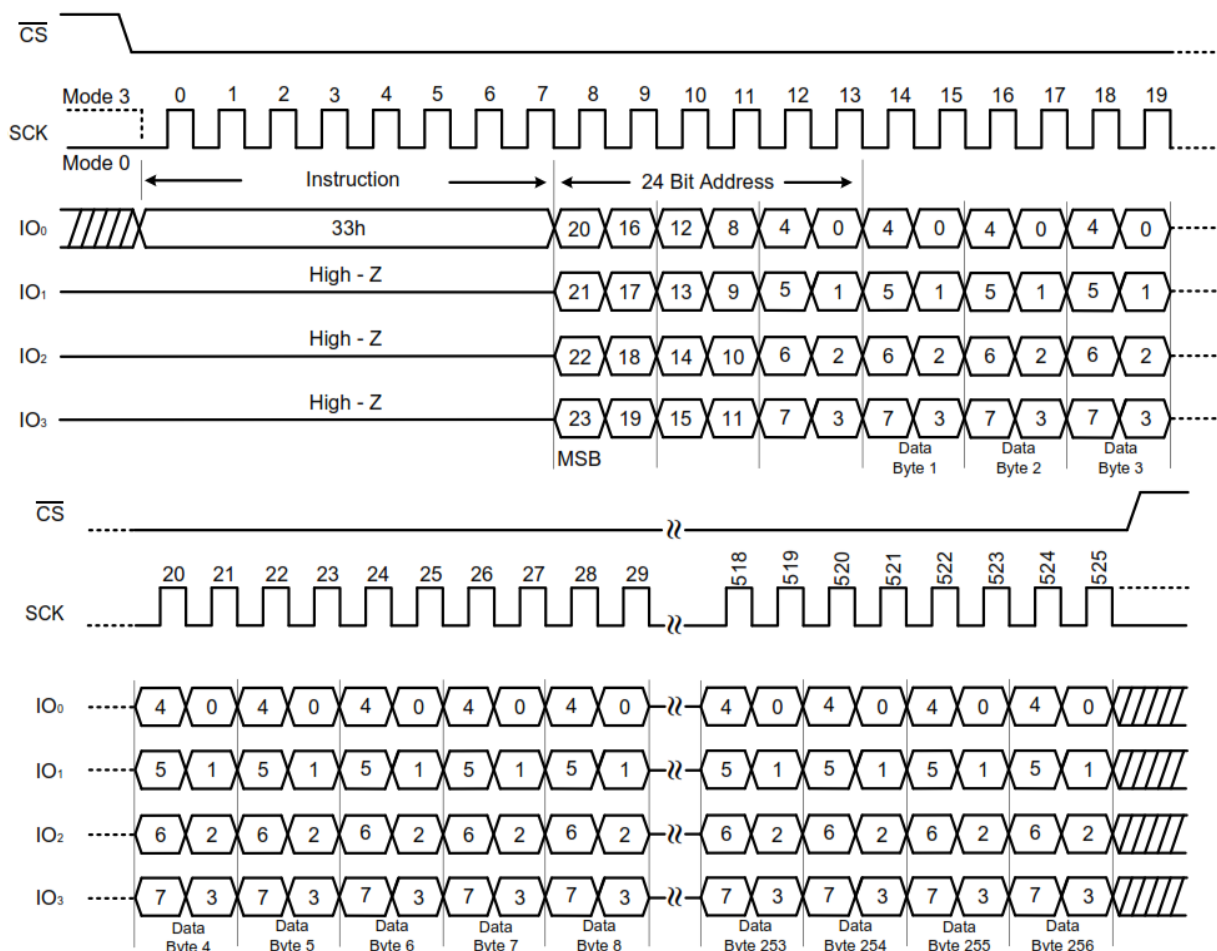 CS
Mode 3 0 1 2 3 4 5 6 7 8 9 10 11 12 13 14 15 16 17 18 19
SCK
Mode 0
Instruction 24 Bit Address
IO₀ 33h 20 16 12 8 4 0 4 0 4 0 4 0
High - Z
IO₁ 21 17 13 9 5 1 5 1 5 1 5 1
High - Z
IO₂ 22 18 14 10 6 2 6 2 6 2 6 2
High - Z
IO₃ 23 19 15 11 7 3 7 3 7 3 7 3
MSB Data Data Data
Byte 1 Byte 2 Byte 3
CS
20 21 22 23 24 25 26 27 28 29 518 519 520 521 522 523 524 525
SCK
IO₀ 4 0 4 0 4 0 4 0 4 0 4 0 4 0 4 0 4 0
IO₁ 5 1 5 1 5 1 5 1 5 1 5 1 5 1 5 1 5 1
IO₂ 6 2 6 2 6 2 6 2 6 2 6 2 6 2 6 2 6 2
IO₃ 7 3 7 3 7 3 7 3 7 3 7 3 7 3 7 3 7 3
Data Data Data Data Data Data Data Data Data
Byte 4 Byte 5 Byte 6 Byte 7 Byte 8 Byte 253 Byte 254 Byte 255 Byte 256